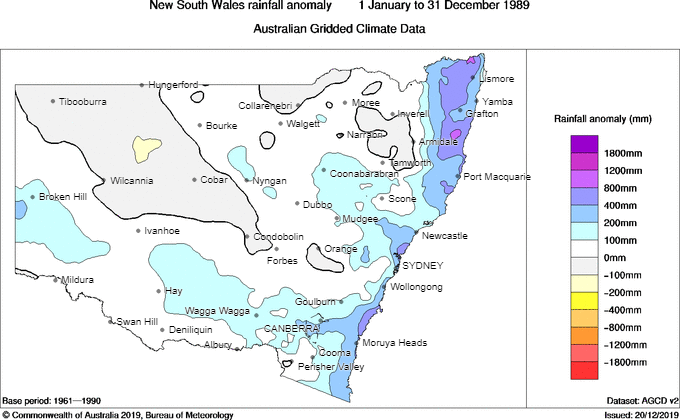 New South Wales rainfall anomaly 1 January to 31 December 1989
Australian Gridded Climate Data
Hungerford
Lismore
Tibooburra
Collarenebri
Moree
Yamba
Inverell
Grafton
Bourke
Walgett
Narrabri
Armidale
Tamworth
Wilcannia
Cobar
Nyngan
Coonabarabran
Port Macquarie
Broken Hill
Scone
Dubbo
Mudgee
Ivanhoe
Condobolin
Newcastle
Forbes
Orange
SYDNEY
Mildura
Hay
Wollongong
Goulburn
Wagga Wagga
Swan Hill
Deniliquin
CANBERRA
Albury
Moruya Heads
Cooma
Perisher Valley
Rainfall anomaly (mm)
1800mm
1200mm
800mm
400mm
200mm
100mm
0mm
−100mm
−200mm
−400mm
−800mm
−1200mm
−1800mm
Base period: 1961—1990
Dataset: AGCD v2
© Commonwealth of Australia 2019, Bureau of Meteorology
Issued: 20/12/2019